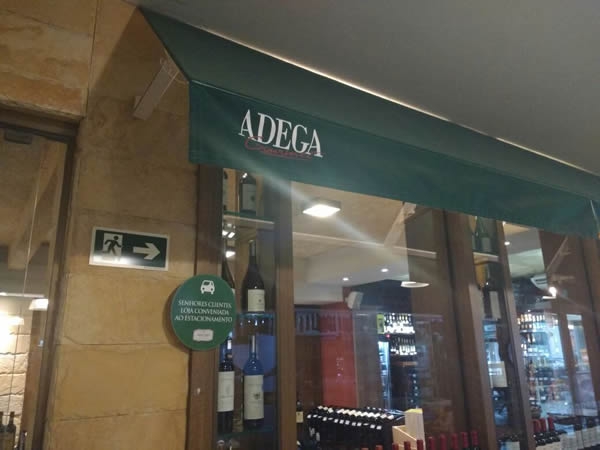 ADEGA
SENHORES CLIENTES,
LOJA CONVENIADA
AO ESTACIONAMENTO